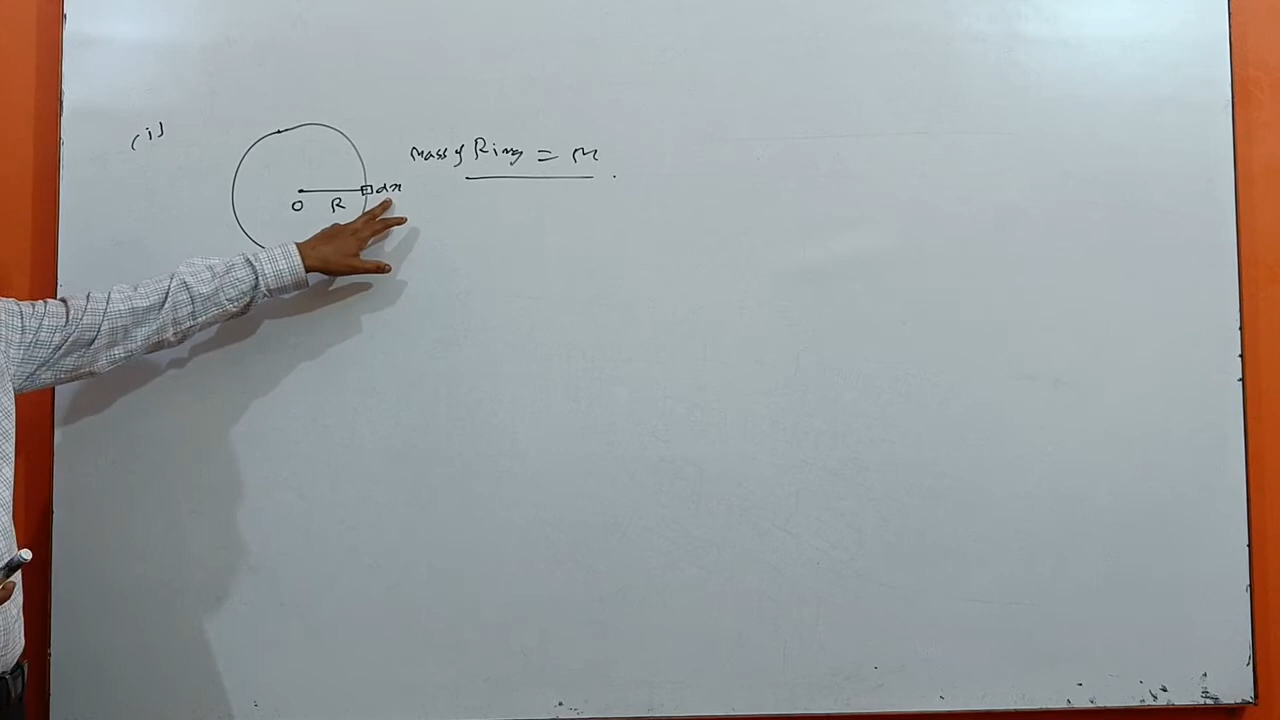 (i)
Mass of Ring = M
dx
O R